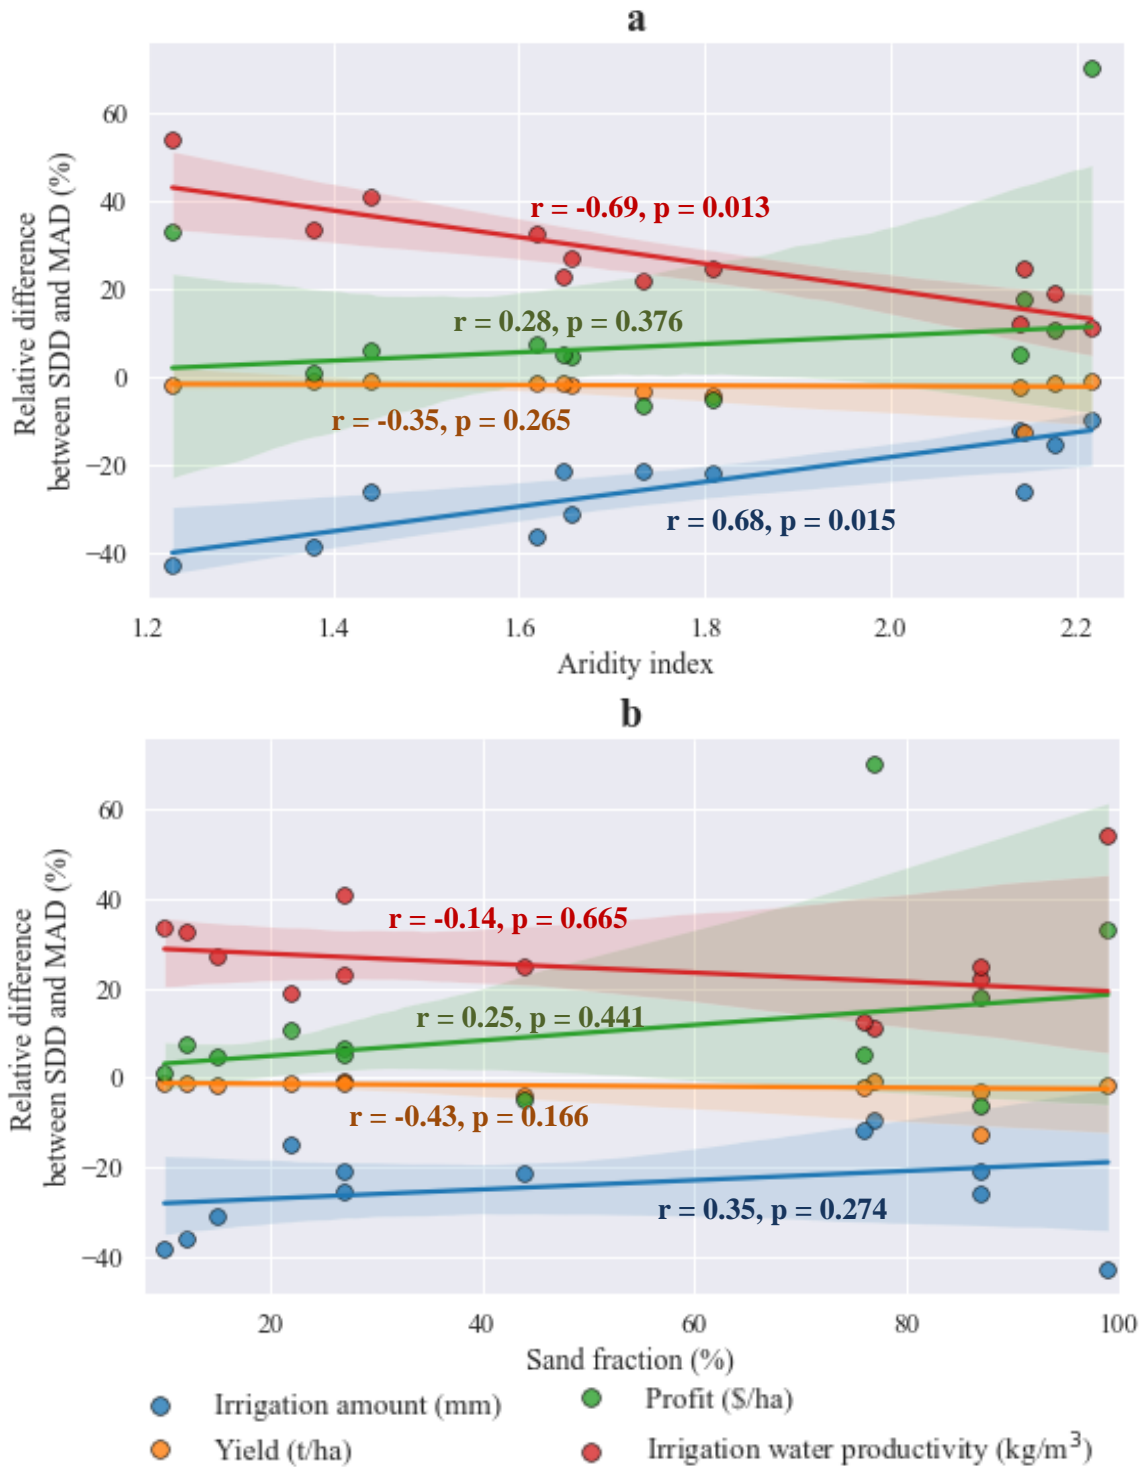 a
Relative difference
between SDD and MAD (%)
60
40
20
0
−20
−40
r = -0.69, p = 0.013
r = 0.28, p = 0.376
r = -0.35, p = 0.265
r = 0.68, p = 0.015
1.2 1.4 1.6 1.8 2.0 2.2
Aridity index
b
Relative difference
between SDD and MAD (%)
60
40
20
0
−20
−40
r = -0.14, p = 0.665
r = 0.25, p = 0.441
r = -0.43, p = 0.166
r = 0.35, p = 0.274
20 40 60 80 100
Sand fraction (%)
Irrigation amount (mm)
Profit ($/ha)
Yield (t/ha)
Irrigation water productivity (kg/m³)